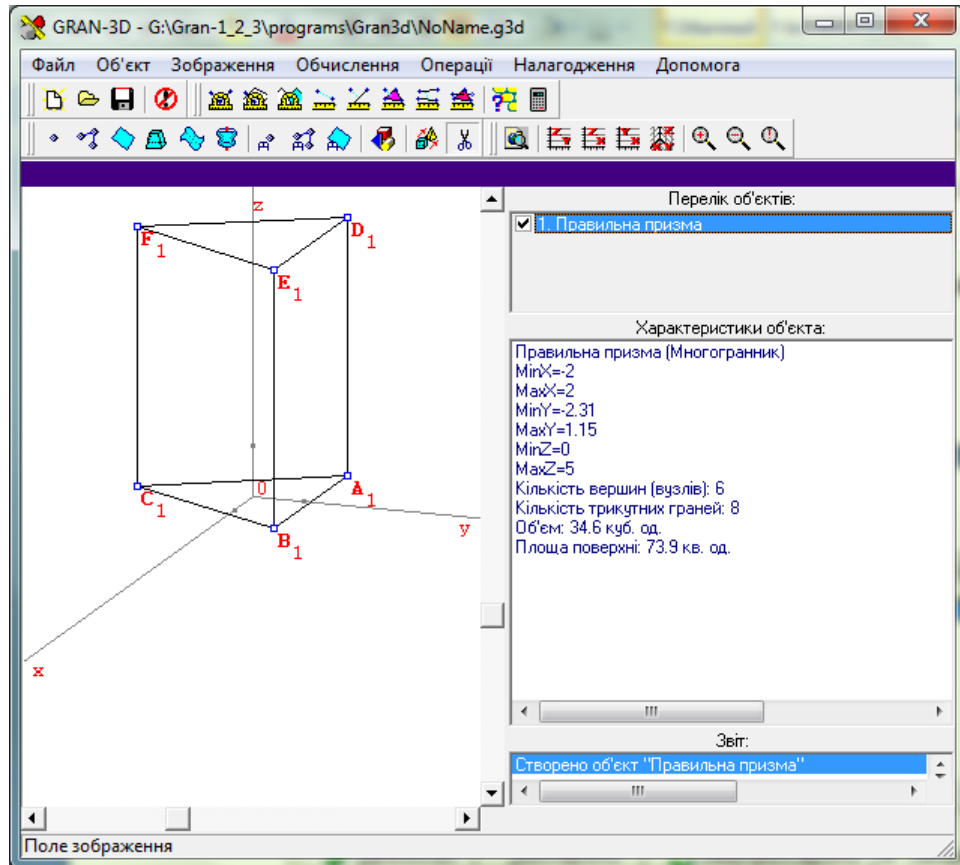 GRAN-3D - G:\Gran-1_2_3\programs\Gran3d\NoName.g3d
Файл Об'єкт Зображення Обчислення Операції Налагодження Допомога
Перелік об'єктів:
1. Правильна призма
Характеристики об'єкта:
Правильна призма (Многогранник)
MinX=-2
MaxX=2
MinY=-2.31
MaxY=1.15
MinZ=0
MaxZ=5
Кількість вершин (вузлів): 6
Кількість трикутних граней: 8
Об'єм: 34.6 куб. од.
Площа поверхні: 73.9 кв. од.
z
F1
D1
E1
0
A1
C1
B1
y
x
Звіт:
Створено об'єкт "Правильна призма"
Поле зображення